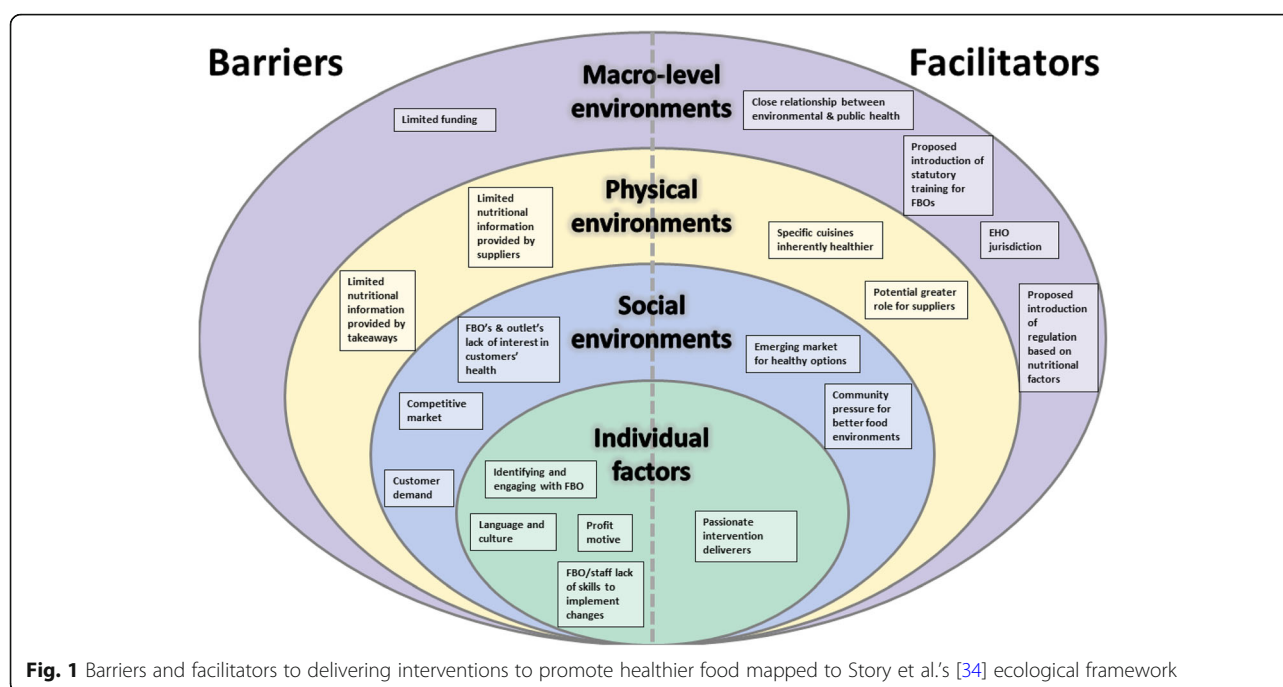 Barriers
Facilitators
Macro-level
environments
Limited funding
Close relationship between
environmental & public health
Proposed
introduction of
statutory
training for
FBOs
EHO
jurisdiction
Proposed
introduction
of
regulation
based on
nutritional
factors
Physical
environments
Limited
nutritional
information
provided by
suppliers
Limited
nutritional
information
provided by
takeaways
Specific cuisines
inherently healthier
Potential greater
role for suppliers
Social
environments
FBO's & outlet's
lack of interest in
customers'
health
Competitive
market
Customer
demand
Emerging market
for healthy options
Community
pressure for
better food
environments
Individual
factors
Identifying and
engaging with FBO
Language and
culture
Profit
motive
FBO/staff lack
of skills to
implement
changes
Passionate
intervention
deliverers
Fig. 1 Barriers and facilitators to delivering interventions to promote healthier food mapped to Story et al.'s [34] ecological framework